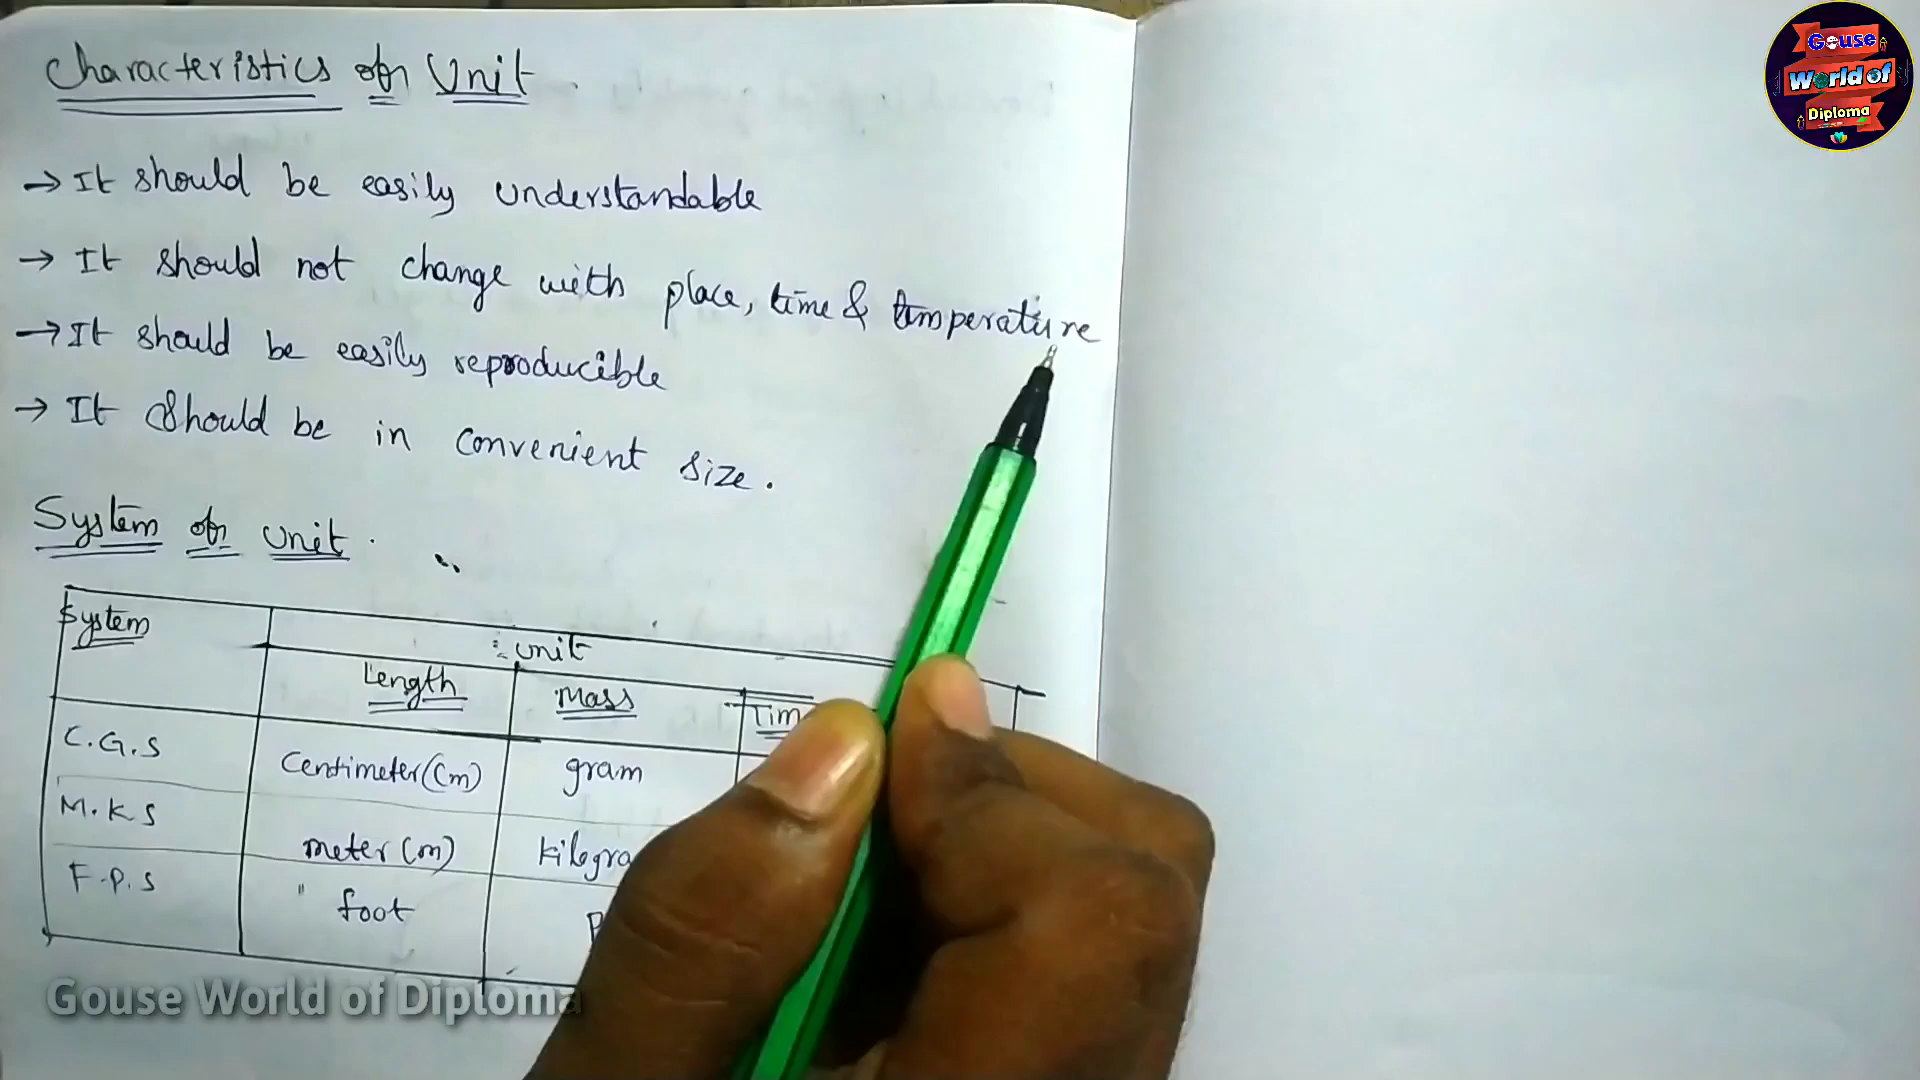 Characteristics of Unit
→ It should be easily understandable
→ It should not change with place, time & temperature
→ It should be easily reproducible
→ It should be in convenient size.
System of unit
System
unit
Length Mass Tim
C.G.S centimeter (cm) gram
M.K.S meter (m) kilogra
F.P.S foot P
Gouse World of Diploma
Gouse
World of
Diploma